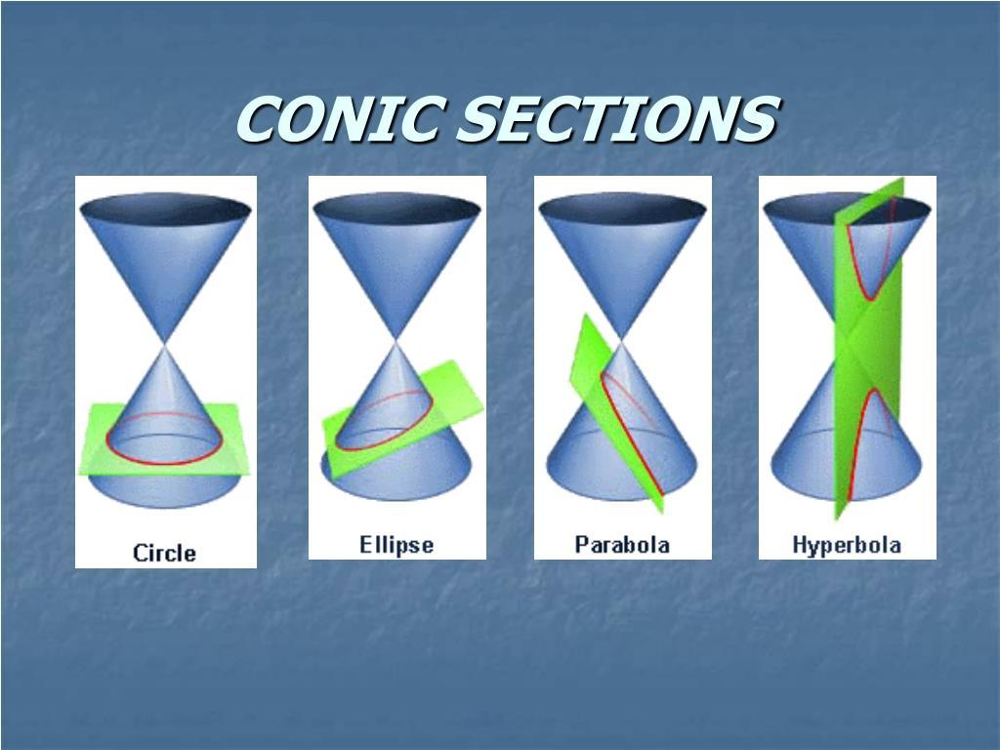 CONIC SECTIONS
Circle
Ellipse
Parabola
Hyperbola